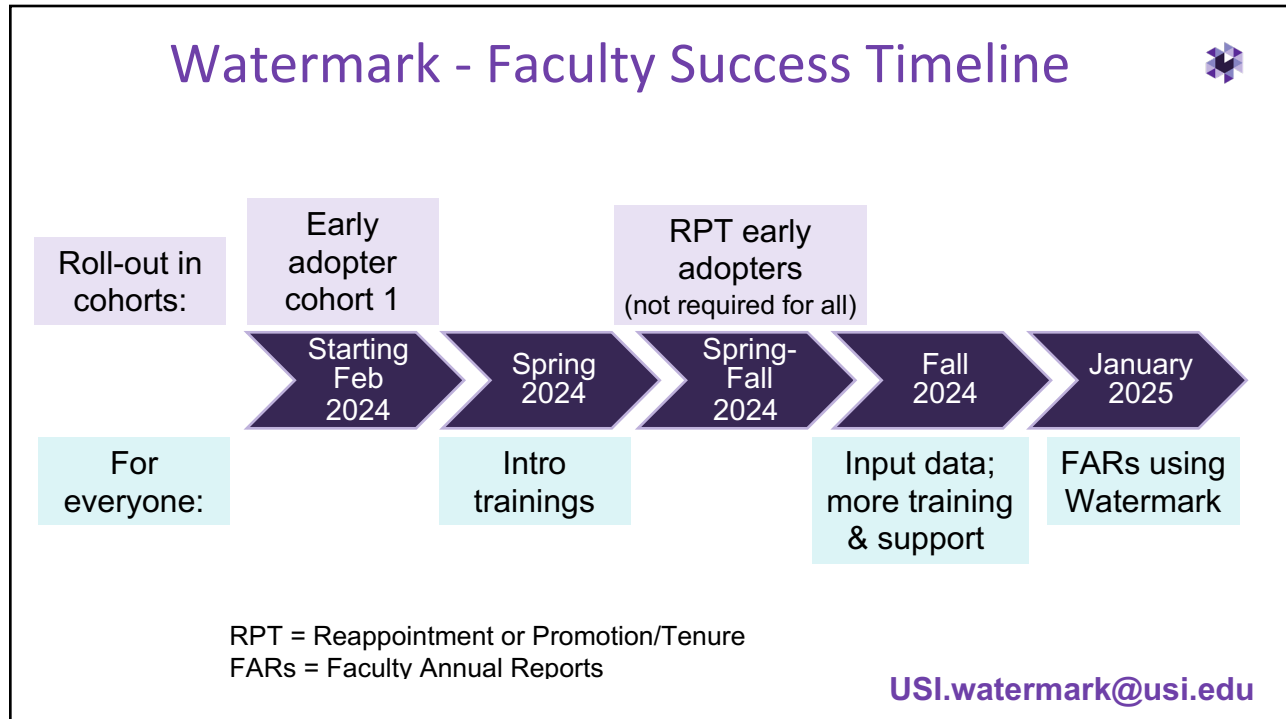 Watermark - Faculty Success Timeline
Roll-out in
cohorts:
Early
adopter
cohort 1
RPT early
adopters
(not required for all)
Starting
Feb
2024
Spring
2024
Spring-
Fall
2024
Fall
2024
January
2025
For
everyone:
Intro
trainings
Input data;
more training
& support
FARs using
Watermark
RPT = Reappointment or Promotion/Tenure
FARs = Faculty Annual Reports
USI.watermark@usi.edu